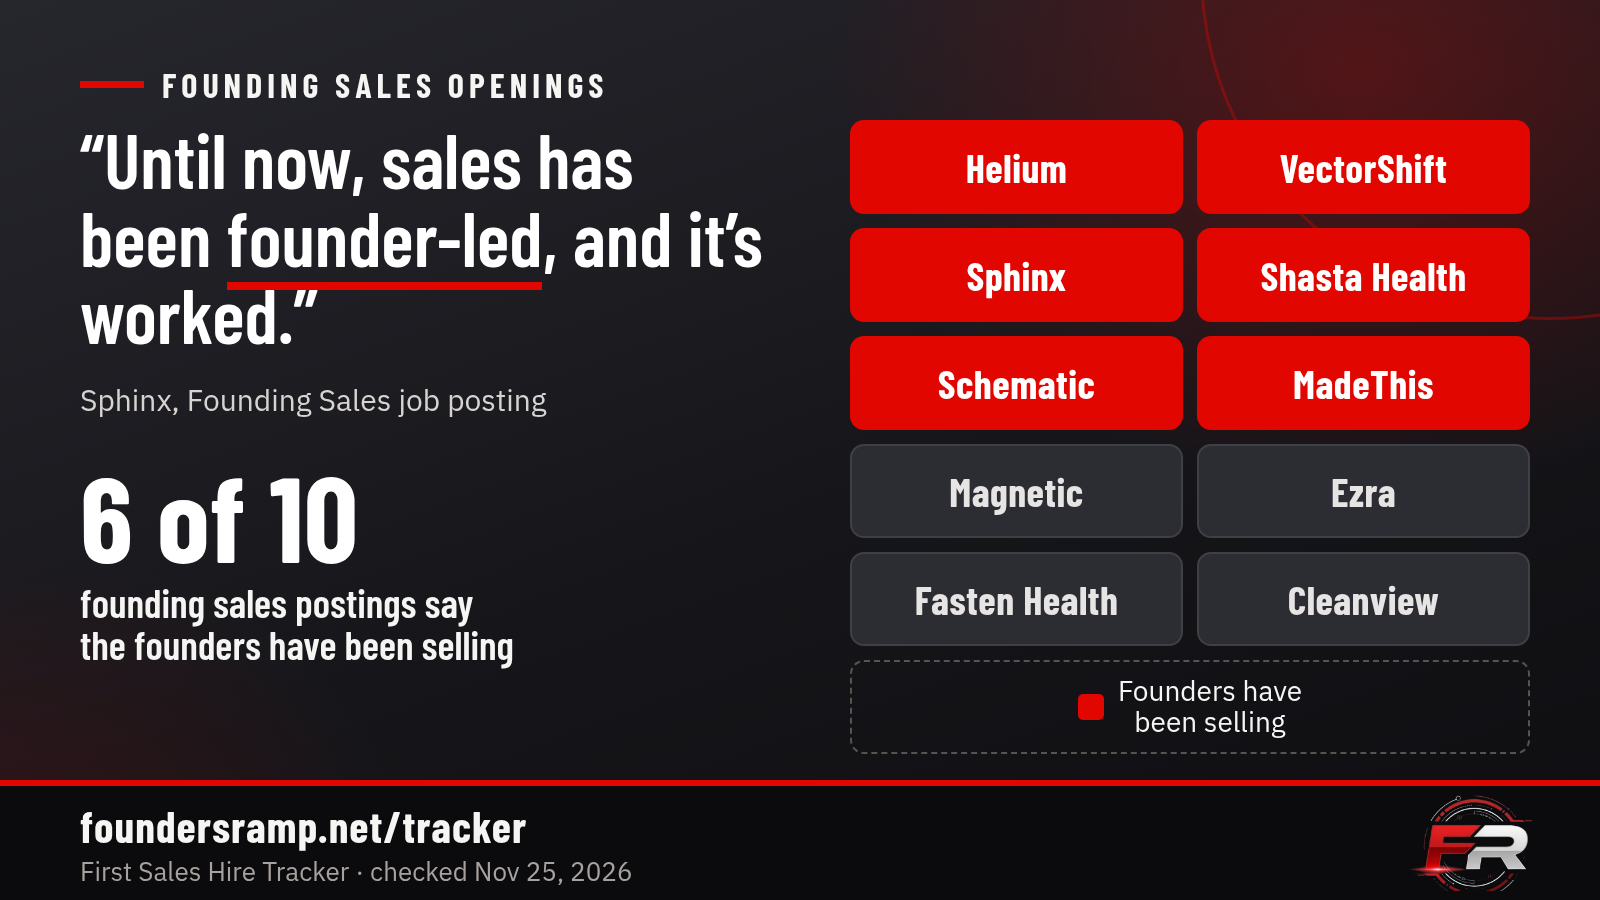 FOUNDING SALES OPENINGS
“Until now, sales has
been founder-led, and it’s
worked.”
Sphinx, Founding Sales job posting
6 of 10
founding sales postings say
the founders have been selling
Helium
VectorShift
Sphinx
Shasta Health
Schematic
MadeThis
Magnetic
Ezra
Fasten Health
Cleanview
Founders have
been selling
foundersramp.net/tracker
First Sales Hire Tracker · checked Nov 25, 2026
FR